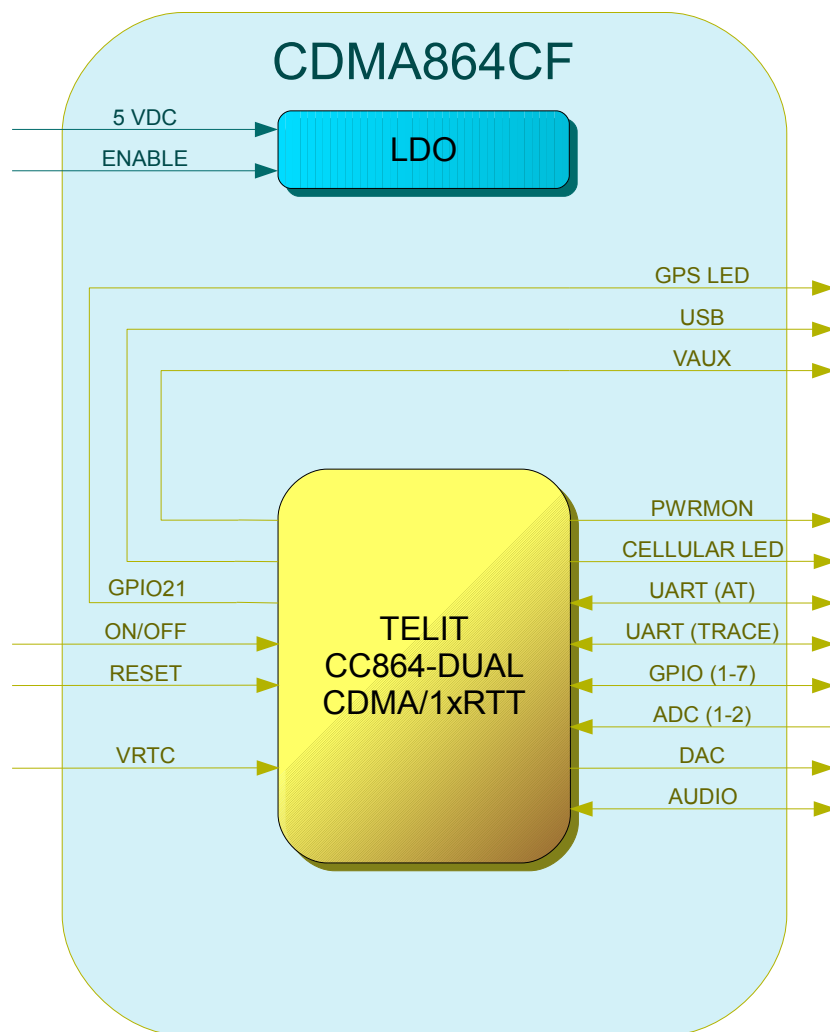 CDMA864CF
5 VDC
ENABLE
LDO
GPS LED
USB
VAUX
PWRMON
CELLULAR LED
GPIO21
UART (AT)
ON/OFF
UART (TRACE)
RESET
GPIO (1-7)
TELIT
CC864-DUAL
CDMA/1xRTT
ADC (1-2)
VRTC
DAC
AUDIO